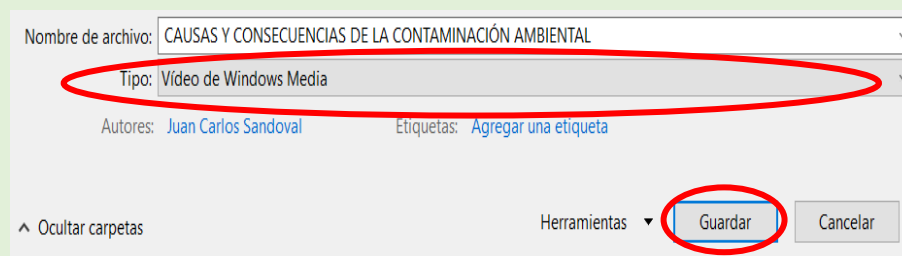 Nombre de archivo: CAUSAS Y CONSECUENCIAS DE LA CONTAMINACIÓN AMBIENTAL
Tipo: Vídeo de Windows Media
Autores: Juan Carlos Sandoval Etiquetas: Agregar una etiqueta
Ocultar carpetas Herramientas Guardar Cancelar